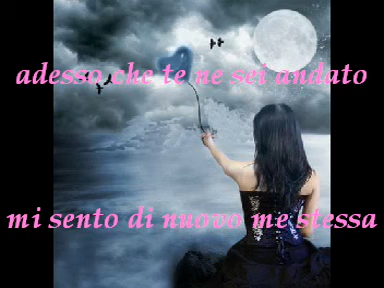 adesso che te ne sei andato
mi sento di nuovo me stessa